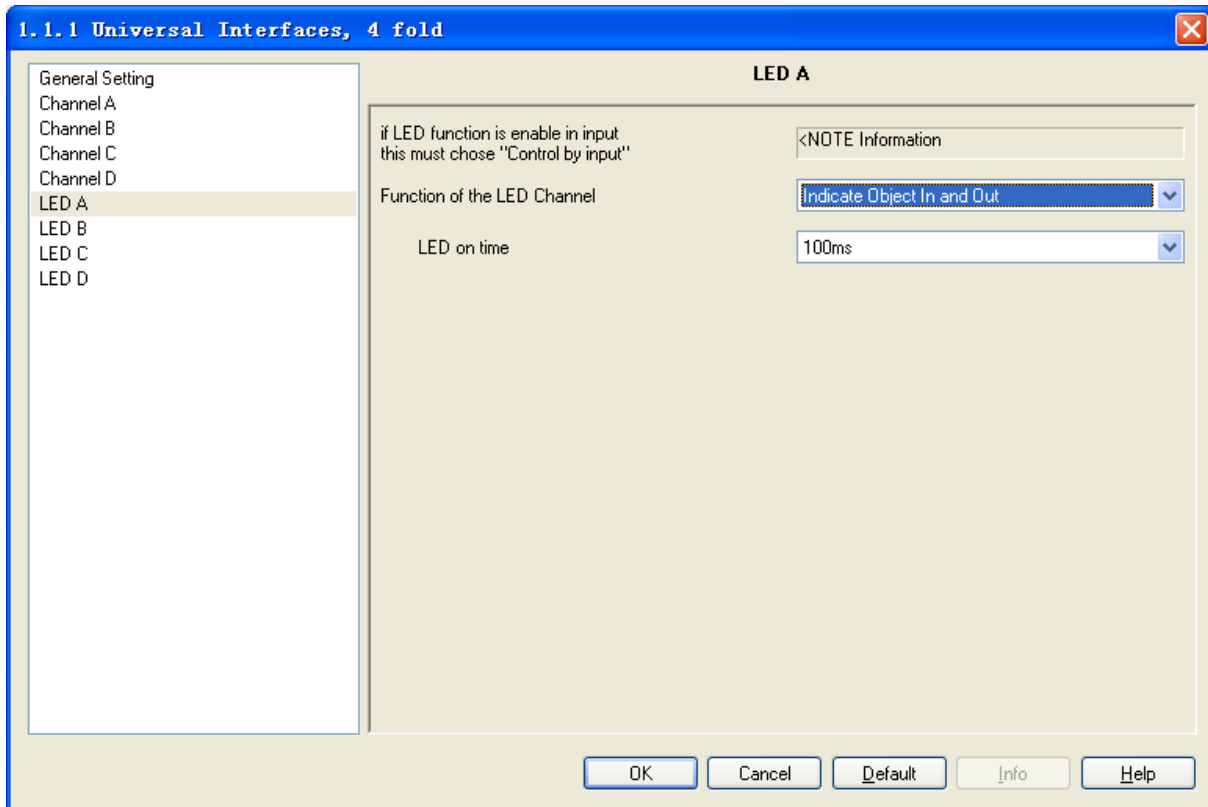 1.1.1 Universal Interfaces, 4 fold
General Setting
Channel A
Channel B
Channel C
Channel D
LED A
LED B
LED C
LED D
LED A
if LED function is enable in input
this must chose "Control by input"
<NOTE Information
Function of the LED Channel
Indicate Object In and Out
LED on time
100ms
OK
Cancel
Default
Info
Help